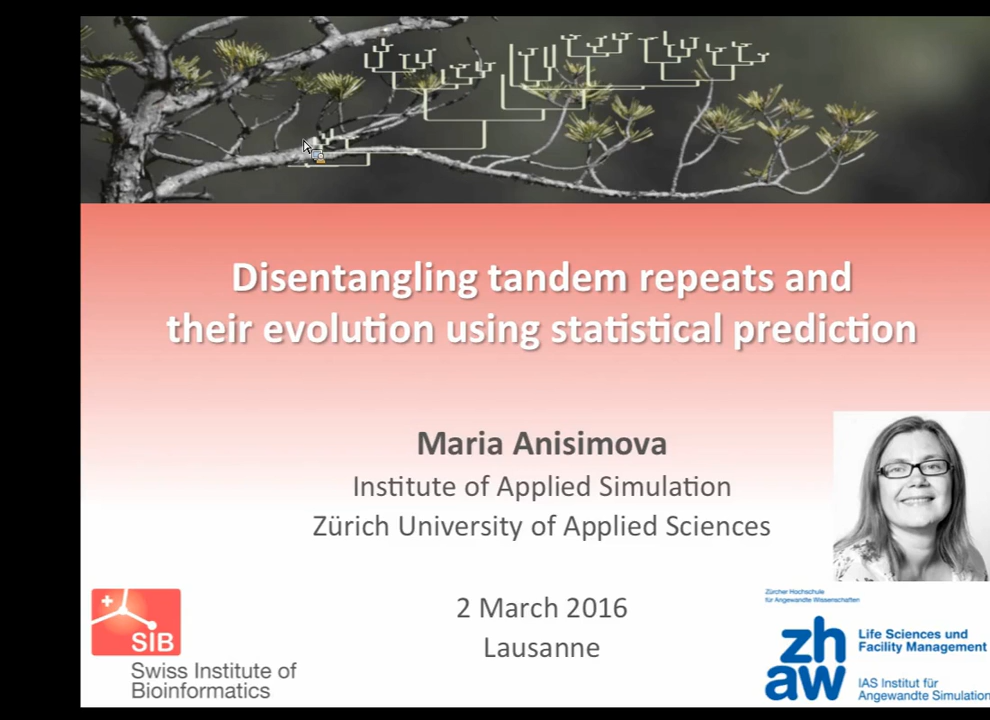 Disentangling tandem repeats and
their evolution using statistical prediction
Maria Anisimova
Institute of Applied Simulation
Zürich University of Applied Sciences
2 March 2016
Lausanne
SIB
Swiss Institute of
Bioinformatics
Zürcher Hochschule
für Angewandte Wissenschaften
zh
aw
Life Sciences und
Facility Management
IAS Institut für
Angewandte Simulation